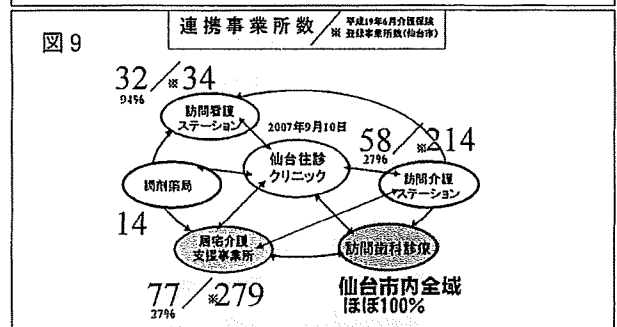 連携事業所数
※ 平成19年6月介護保険
登録事業所数(仙台市)
図9
32/※34
94%
訪問看護
ステーション
2007年9月10日
58/※214
27%
仙台往診
クリニック
調剤薬局
訪問介護
ステーション
14
居宅介護
支援事業所
訪問歯科診療
77/※279
27%
仙台市内全域
ほぼ100%